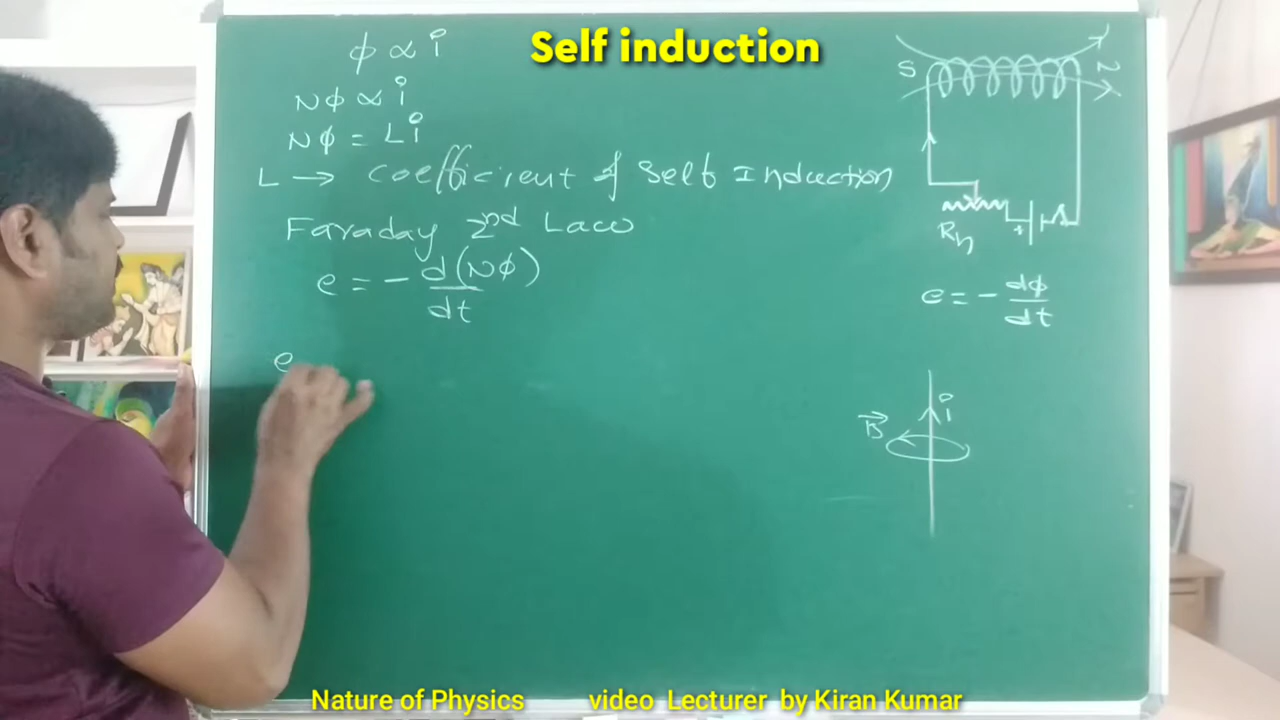 Self induction
ϕ ∝ i
Nϕ ∝ i
Nϕ = Li
L → Coefficient of Self Induction
Faraday 2nd Law
e = - d(Nϕ)/dt
e
S N
Rh
+ -
e = - dϕ/dt
i
B⃗
Nature of Physics video Lecturer by Kiran Kumar